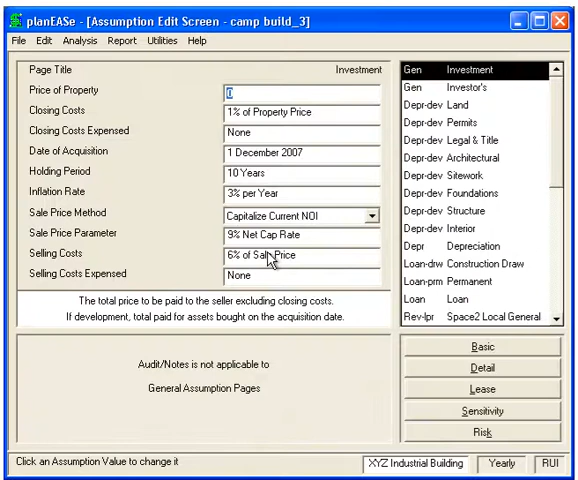 planEASe - [Assumption Edit Screen - camp build_3]
File Edit Analysis Report Utilities Help
Page Title Investment
Price of Property 0
Closing Costs 1% of Property Price
Closing Costs Expensed None
Date of Acquisition 1 December 2007
Holding Period 10 Years
Inflation Rate 3% per Year
Sale Price Method Capitalize Current NOI
Sale Price Parameter 9% Net Cap Rate
Selling Costs 6% of Sale Price
Selling Costs Expensed None
The total price to be paid to the seller excluding closing costs.
If development, total paid for assets bought on the acquisition date.
Audit/Notes is not applicable to
General Assumption Pages
Gen Investment
Gen Investor's
Depr-dev Land
Depr-dev Permits
Depr-dev Legal & Title
Depr-dev Architectural
Depr-dev Sitework
Depr-dev Foundations
Depr-dev Structure
Depr-dev Interior
Depr Depreciation
Loan-drw Construction Draw
Loan-prm Permanent
Loan Loan
Rev-lpr Space2 Local General
Basic
Detail
Lease
Sensitivity
Risk
Click an Assumption Value to change it
XYZ Industrial Building Yearly RUI